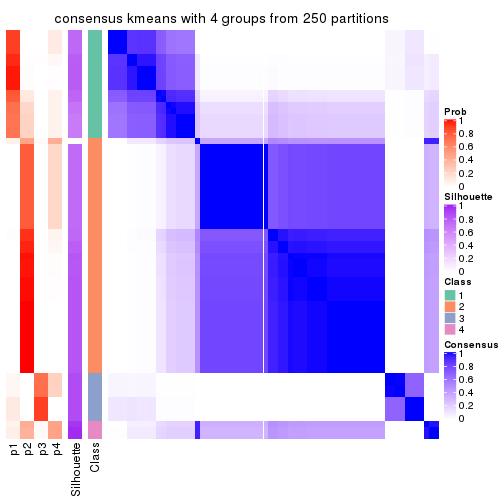 consensus kmeans with 4 groups from 250 partitions
Prob
1
0.8
0.6
0.4
0.2
0
Silhouette
1
0.8
0.6
0.4
0.2
0
Class
1
2
3
4
Consensus
1
0.8
0.6
0.4
0.2
0
p1
p2
p3
p4
Silhouette
Class